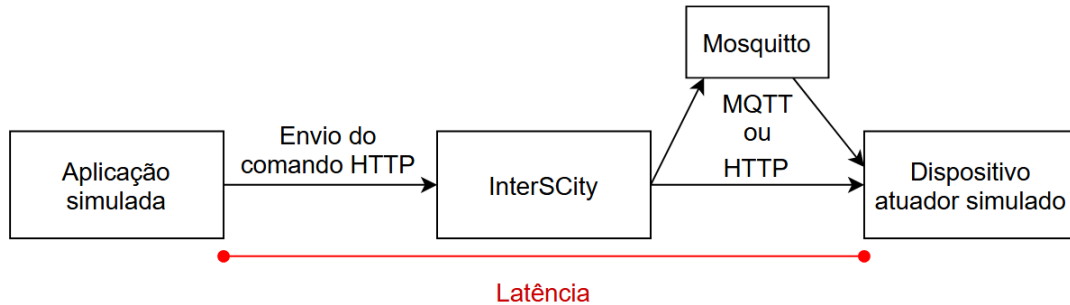 Mosquitto
Aplicação
simulada
Envio do
comando HTTP
InterSCity
MQTT
ou
HTTP
Dispositivo
atuador simulado
Latência